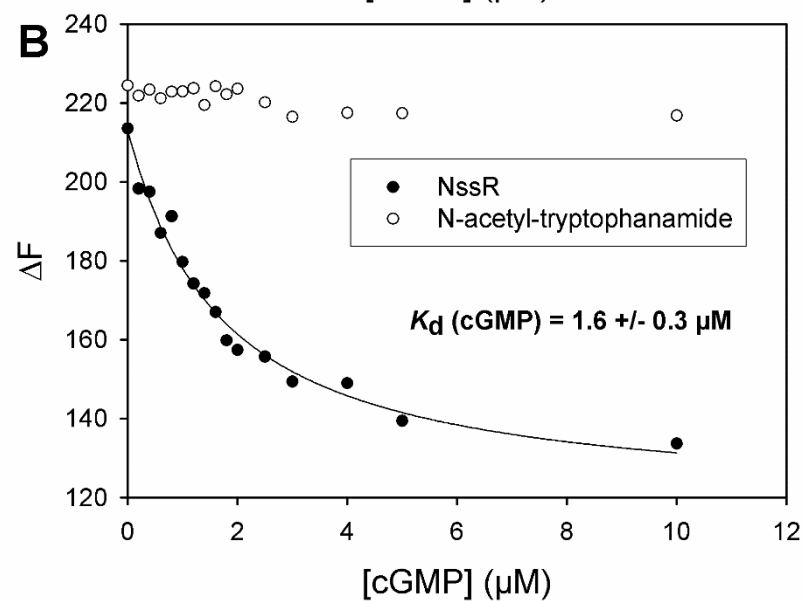 B
240
220
200
180
160
140
120
ΔF
NssR
N-acetyl-tryptophanamide
Kd (cGMP) = 1.6 +/- 0.3 µM
0
2
4
6
8
10
12
[cGMP] (µM)